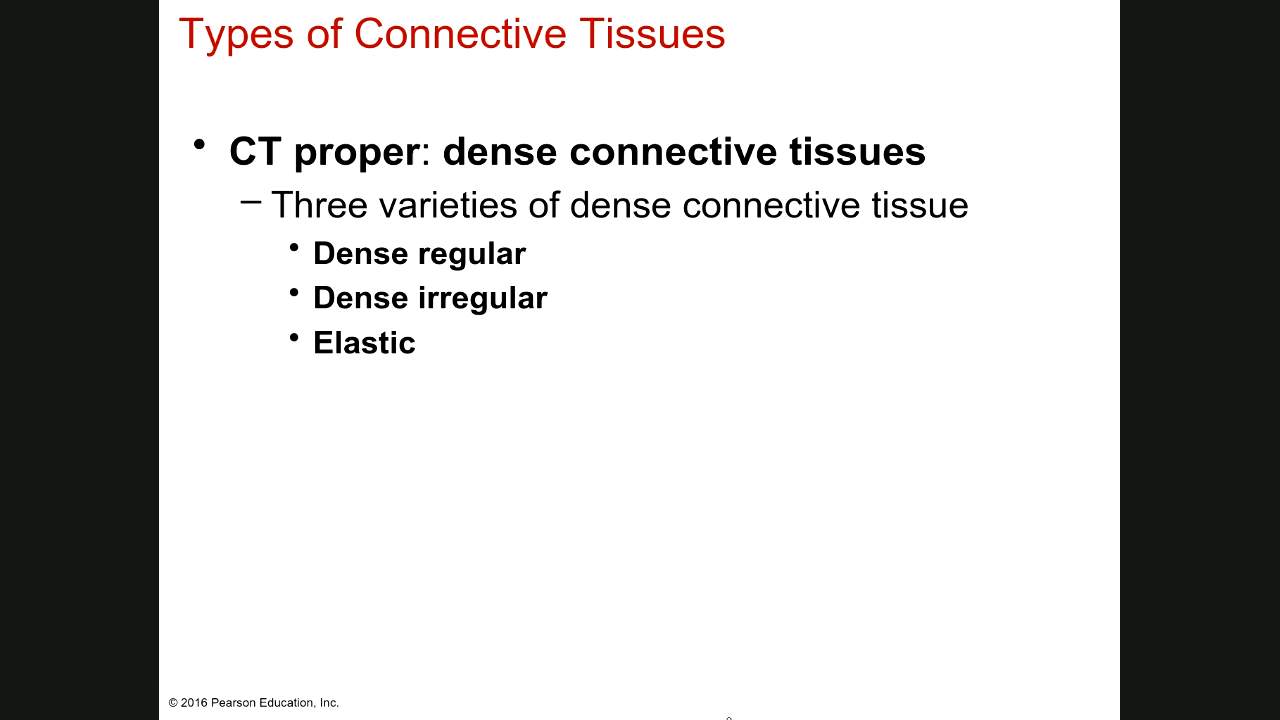 Types of Connective Tissues
• CT proper: dense connective tissues
– Three varieties of dense connective tissue
• Dense regular
• Dense irregular
• Elastic
© 2016 Pearson Education, Inc.